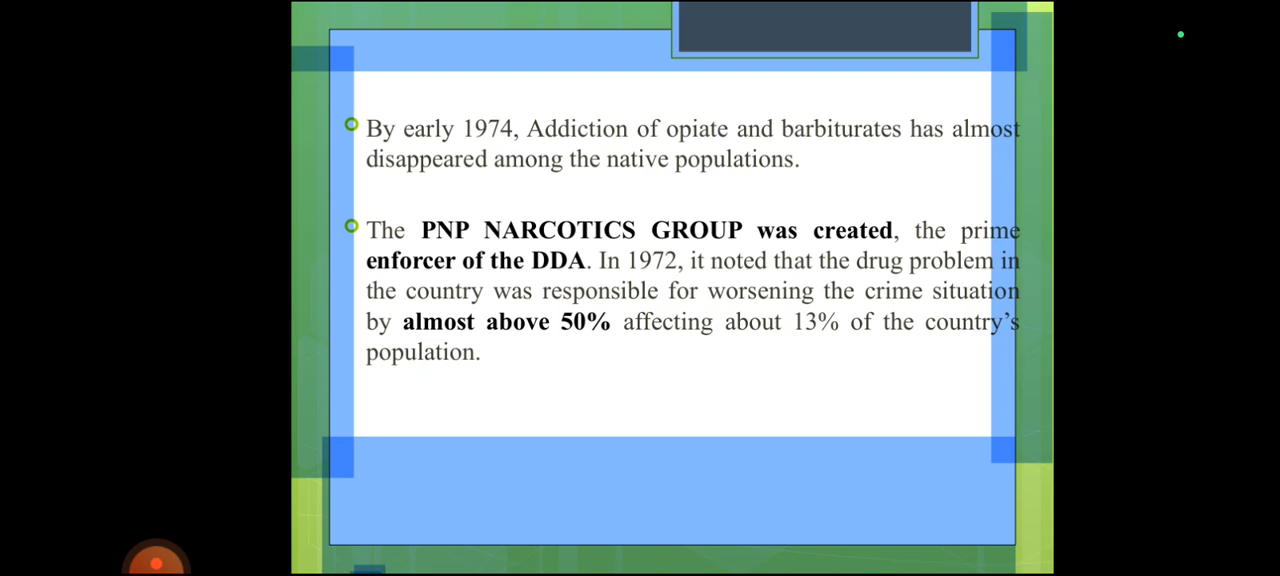 By early 1974, Addiction of opiate and barbiturates has almost
disappeared among the native populations.
The PNP NARCOTICS GROUP was created, the prime
enforcer of the DDA. In 1972, it noted that the drug problem in
the country was responsible for worsening the crime situation
by almost above 50% affecting about 13% of the country's
population.